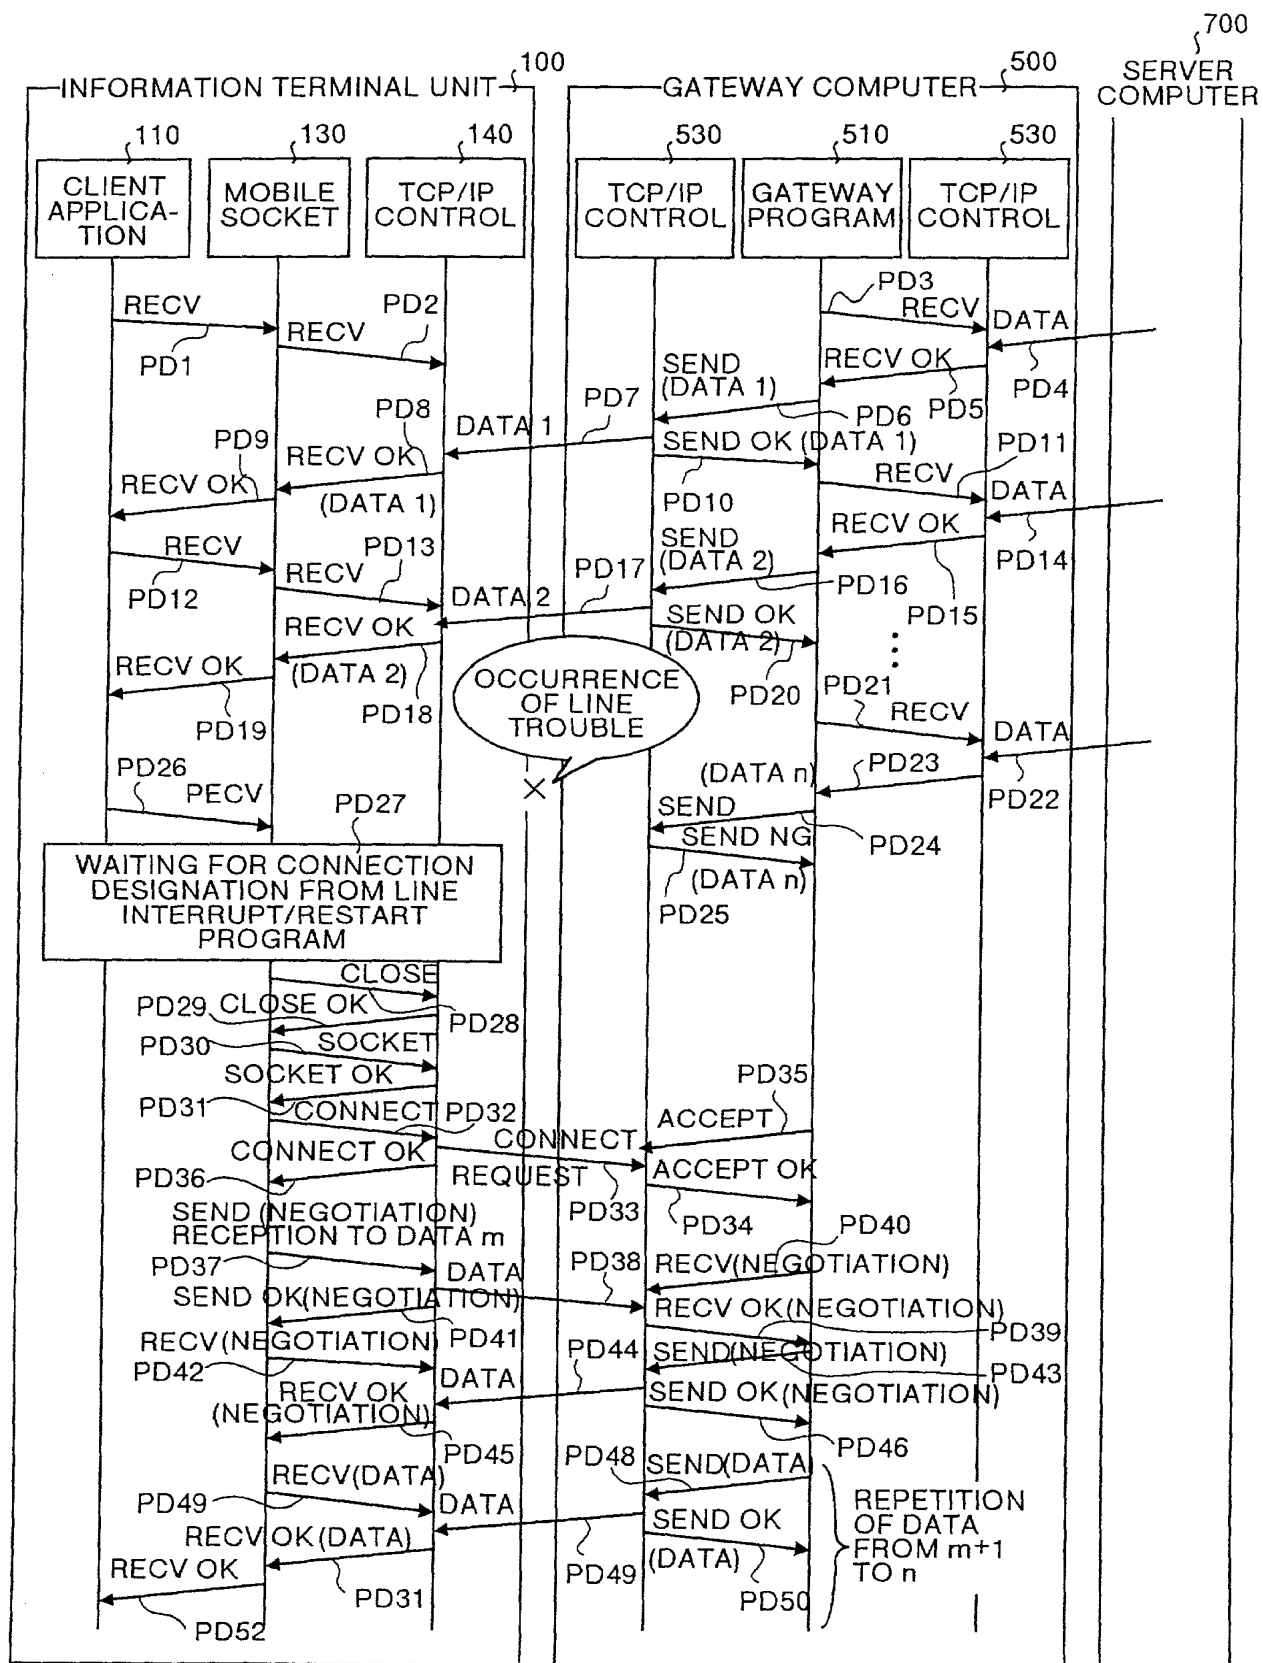 700
SERVER
COMPUTER
INFORMATION TERMINAL UNIT
100
GATEWAY COMPUTER
500
110
130
140
530
510
530
CLIENT
APPLICA-
TION
MOBILE
SOCKET
TCP/IP
CONTROL
TCP/IP
CONTROL
GATEWAY
PROGRAM
TCP/IP
CONTROL
RECV
PD1
RECV
PD2
PD3
RECV
DATA
PD4
RECV OK
PD5
SEND
(DATA 1)
PD6
PD7
DATA 1
PD8
RECV OK
(DATA 1)
PD9
RECV OK
SEND OK (DATA 1)
PD10
PD11
RECV
DATA
PD14
RECV
PD12
PD13
RECV
RECV OK
PD15
SEND
(DATA 2)
PD16
PD17
DATA 2
RECV OK
(DATA 2)
PD18
RECV OK
PD19
SEND OK
(DATA 2)
PD20
OCCURRENCE
OF LINE
TROUBLE
PD21
RECV
DATA
PD22
PD23
(DATA n)
SEND
PD24
SEND NG
(DATA n)
PD25
PD26
PECV
PD27
WAITING FOR CONNECTION
DESIGNATION FROM LINE
INTERRUPT/RESTART
PROGRAM
CLOSE
PD28
PD29
CLOSE OK
PD30
SOCKET
SOCKET OK
PD31
CONNECT
PD32
PD35
ACCEPT
CONNECT
REQUEST
PD33
CONNECT OK
PD36
ACCEPT OK
PD34
SEND (NEGOTIATION)
RECEPTION TO DATA m
PD37
DATA
PD38
PD40
RECV(NEGOTIATION)
SEND OK(NEGOTIATION)
PD41
RECV OK(NEGOTIATION)
PD39
RECV(NEGOTIATION)
PD42
SEND(NEGOTIATION)
PD43
PD44
DATA
RECV OK
(NEGOTIATION)
PD45
SEND OK(NEGOTIATION)
PD46
PD48
SEND(DATA)
RECV(DATA)
PD49
DATA
PD49
SEND OK
(DATA)
PD50
RECV OK(DATA)
PD31
RECV OK
PD52
REPETITION
OF DATA
FROM m+1
TO n